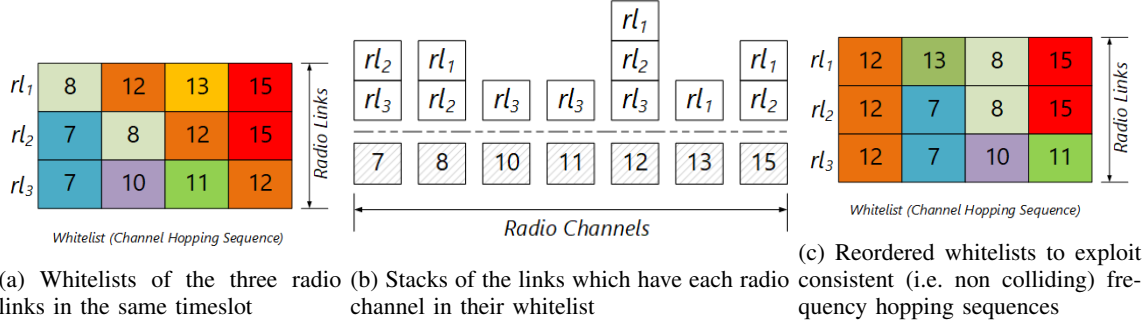 rl1 8 12 13 15
rl2 7 8 12 15
rl3 7 10 11 12
Radio Links
Whitelist (Channel Hopping Sequence)
(a) Whitelists of the three radio
links in the same timeslot
rl1
rl2 rl1 rl2 rl1
rl3 rl2 rl3 rl3 rl3 rl1 rl2
7 8 10 11 12 13 15
Radio Channels
(b) Stacks of the links which have each radio
channel in their whitelist
rl1 12 13 8 15
rl2 12 7 8 15
rl3 12 7 10 11
Radio Links
Whitelist (Channel Hopping Sequence)
(c) Reordered whitelists to exploit
consistent (i.e. non colliding) fre-
quency hopping sequences